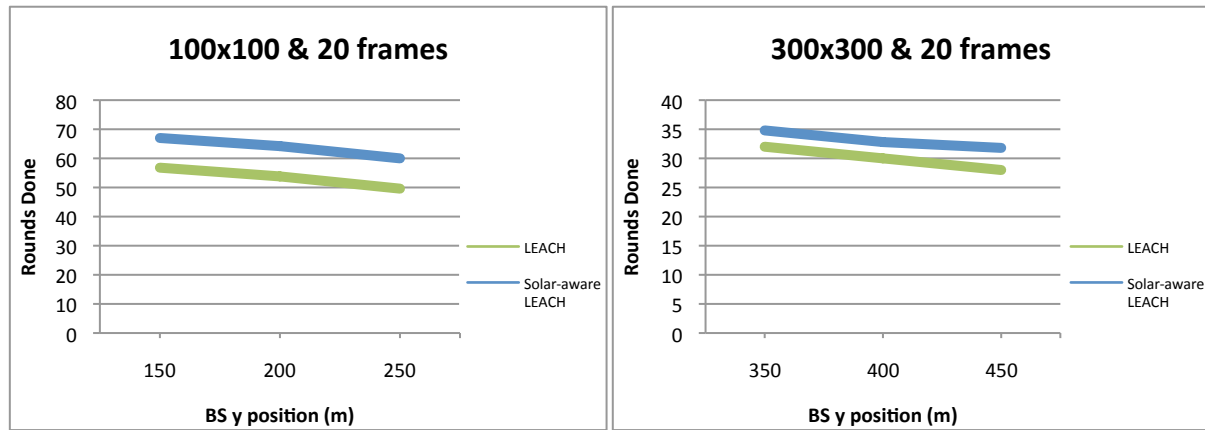 100x100 & 20 frames
80
70
60
50
40
30
20
10
0
Rounds Done
150 200 250
BS y position (m)
LEACH
Solar-aware
LEACH
300x300 & 20 frames
40
35
30
25
20
15
10
5
0
Rounds Done
350 400 450
BS y position (m)
LEACH
Solar-aware
LEACH